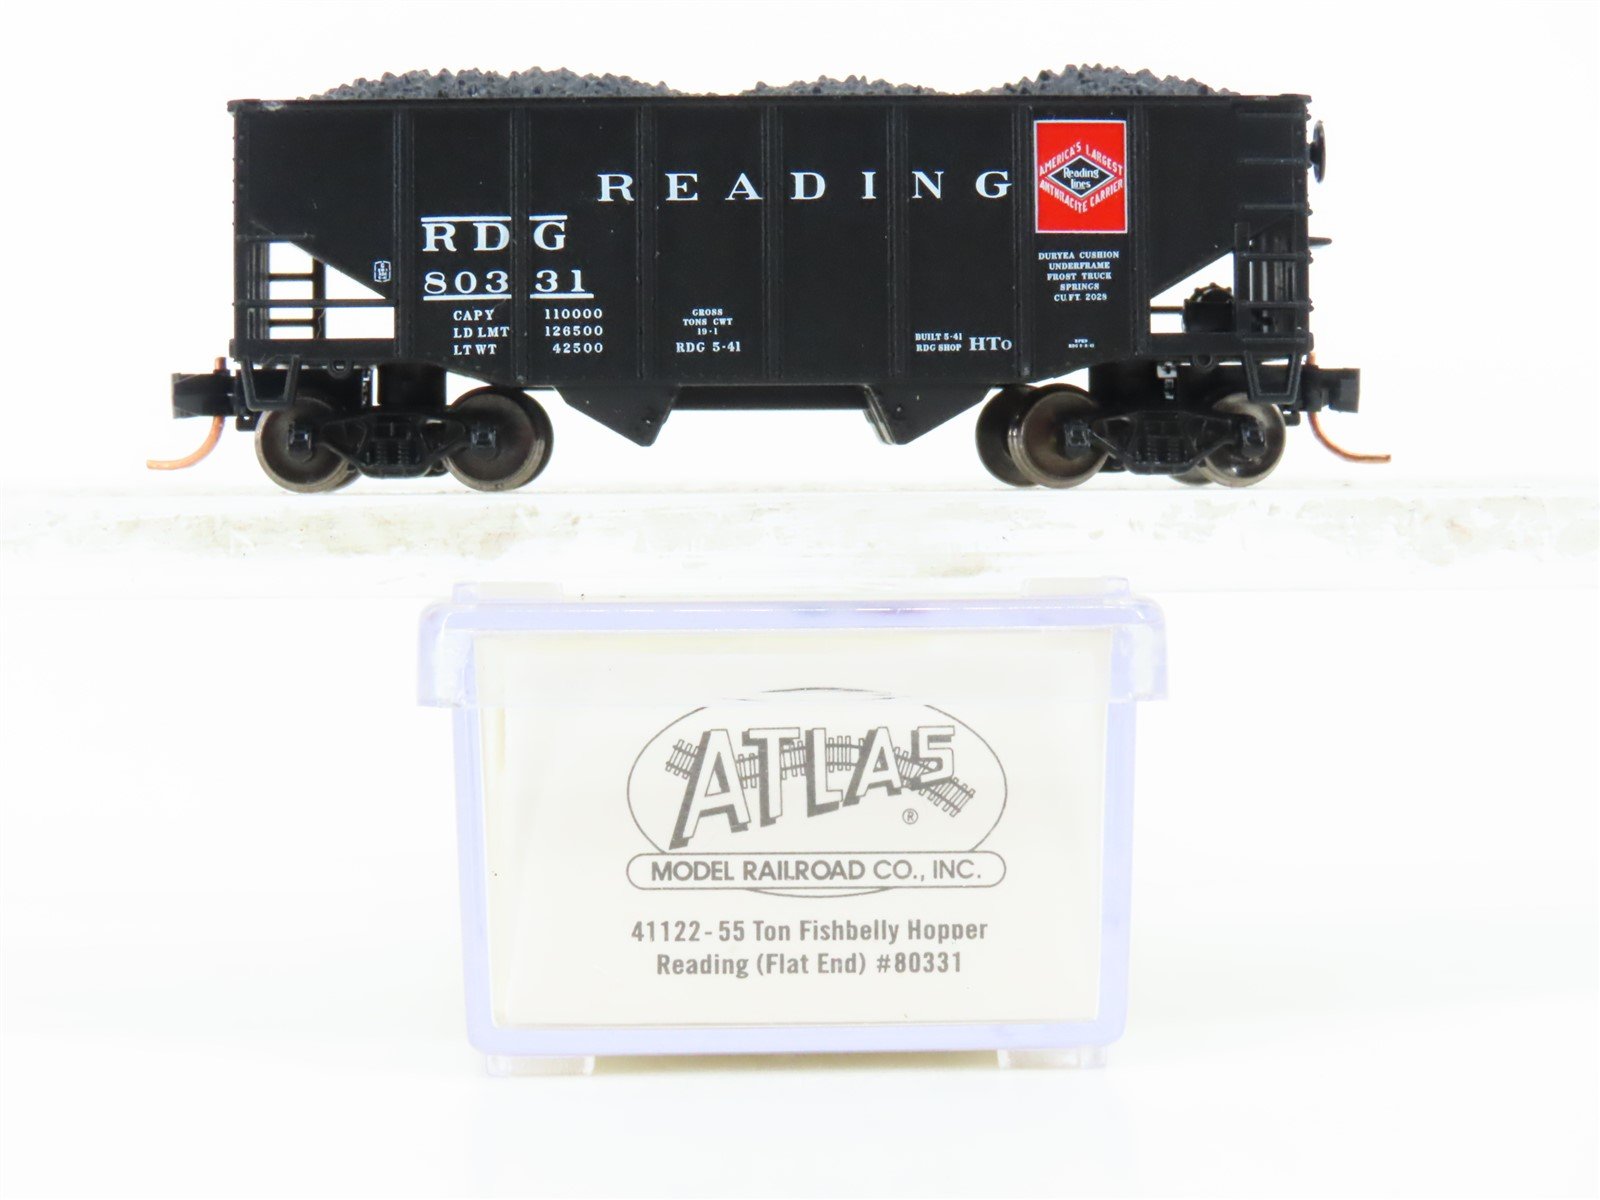 READING
AMERICA'S LARGEST
Reading
Lines
ANTHRACITE CARRIER
RDG
80331
CAPY 110000
LD LMT 126500
LT WT 42500
GROSS
TONS CWT
19-1
RDG 5-41
BUILT 5-41
RDG SHOP HTO
DURYEA CUSHION
UNDERFRAME
FROST TRUCK
SPRINGS
CU.FT. 2028
ATLAS
®
MODEL RAILROAD CO., INC.
41122 - 55 Ton Fishbelly Hopper
Reading (Flat End) #80331